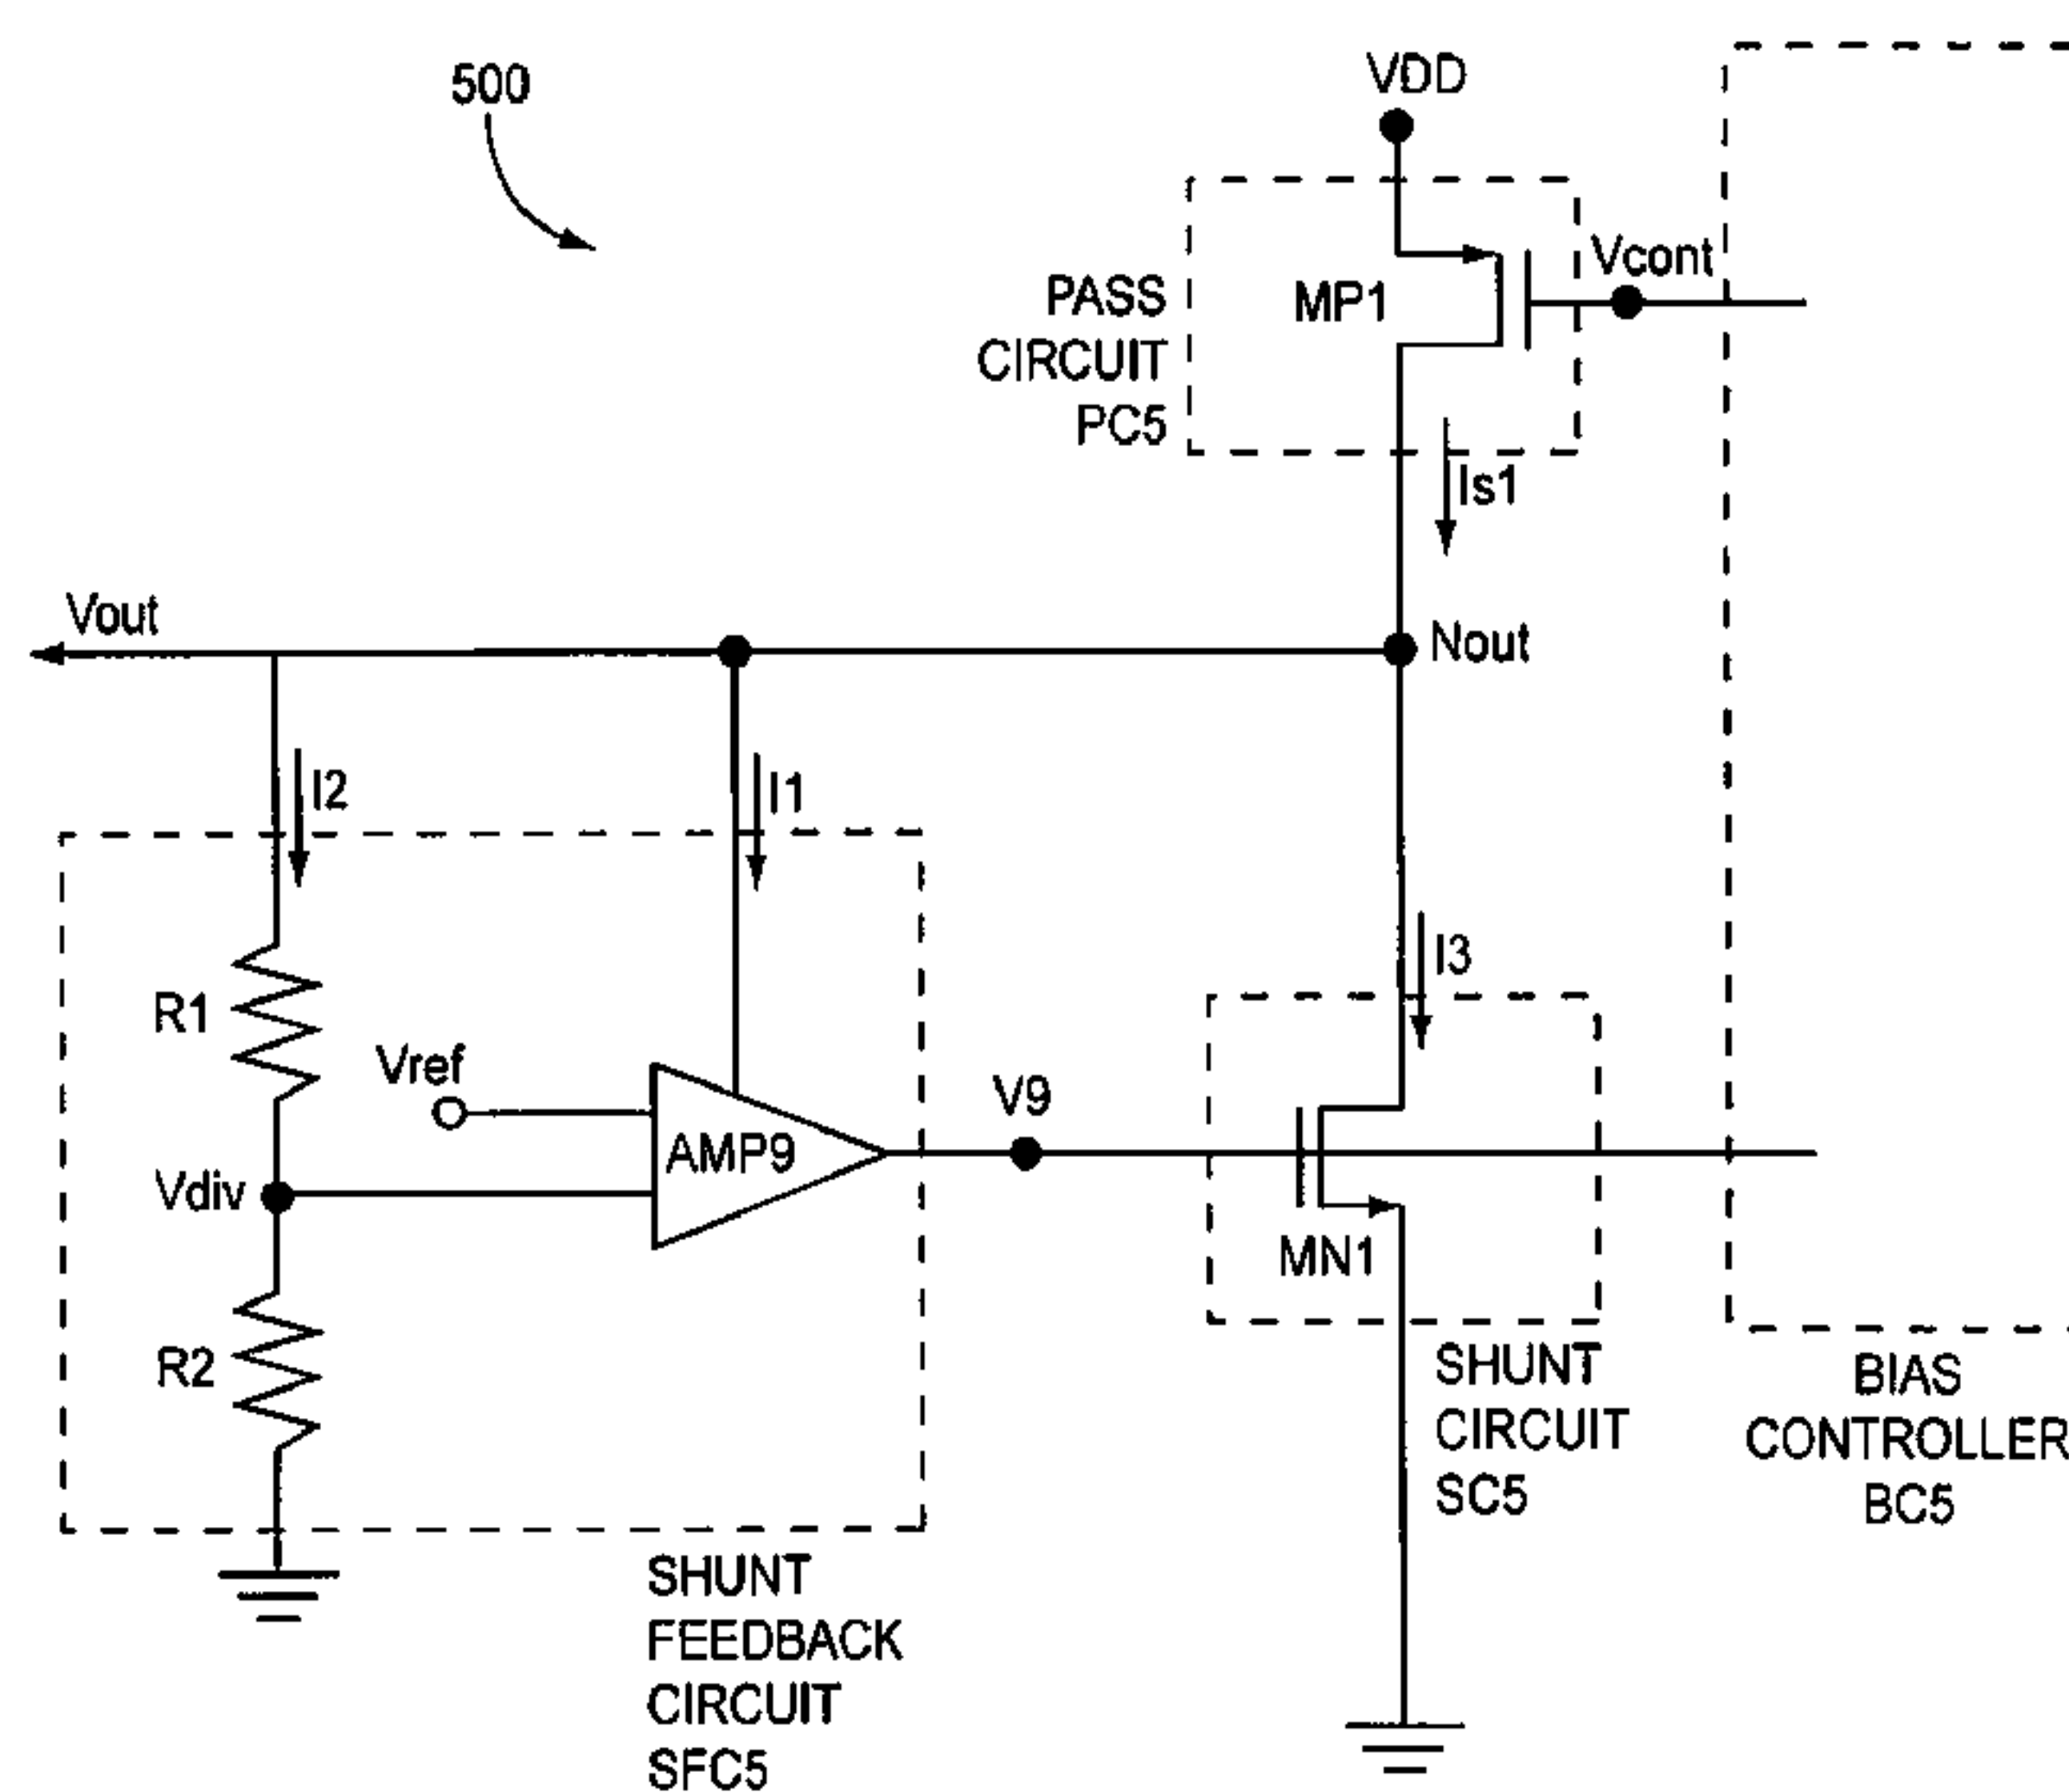 500
VDD
PASS
CIRCUIT
PC5
MP1
Vcont
Is1
Vout
Nout
I2
I1
I3
R1
Vref
AMP9
V9
Vdiv
MN1
R2
SHUNT
CIRCUIT
SC5
BIAS
CONTROLLER
BC5
SHUNT
FEEDBACK
CIRCUIT
SFC5